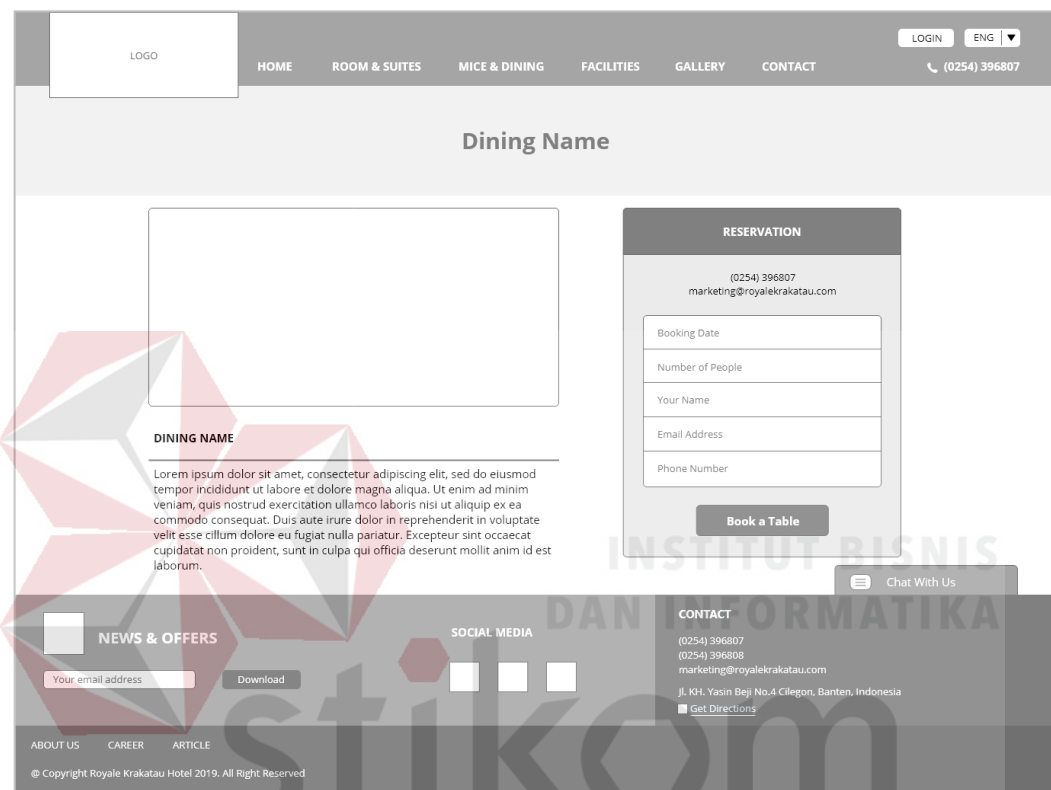 LOGO
LOGIN
ENG
HOME
ROOM & SUITES
MICE & DINING
FACILITIES
GALLERY
CONTACT
(0254) 396807
Dining Name
RESERVATION
(0254) 396807
marketing@royalekrakatau.com
Booking Date
Number of People
Your Name
Email Address
Phone Number
Book a Table
DINING NAME
Lorem ipsum dolor sit amet, consectetur adipiscing elit, sed do eiusmod
tempor incididunt ut labore et dolore magna aliqua. Ut enim ad minim
veniam, quis nostrud exercitation ullamco laboris nisi ut aliquip ex ea
commodo consequat. Duis aute irure dolor in reprehenderit in voluptate
velit esse cillum dolore eu fugiat nulla pariatur. Excepteur sint occaecat
cupidatat non proident, sunt in culpa qui officia deserunt mollit anim id est
laborum.
INSTITUT BISNIS
DAN INFORMATIKA
stikom
Chat With Us
NEWS & OFFERS
Your email address
Download
SOCIAL MEDIA
CONTACT
(0254) 396807
(0254) 396808
marketing@royalekrakatau.com
Jl. KH. Yasin Beji No.4 Cilegon, Banten, Indonesia
Get Directions
ABOUT US
CAREER
ARTICLE
@ Copyright Royale Krakatau Hotel 2019. All Right Reserved